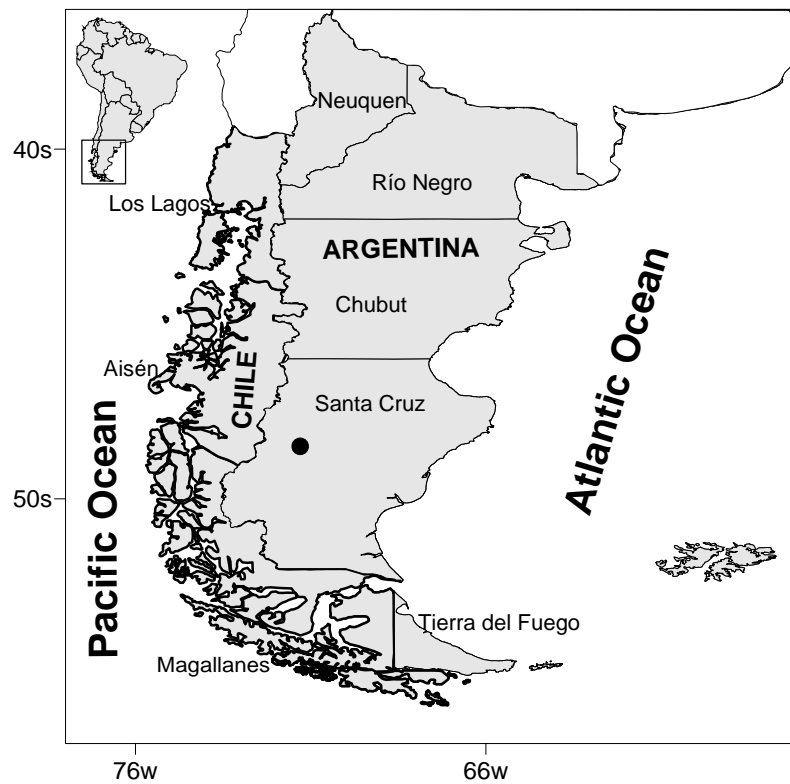 Neuquen
40s
Río Negro
Los Lagos
ARGENTINA
Chubut
Aisén
CHILE
Santa Cruz
Atlantic Ocean
50s
Pacific Ocean
Tierra del Fuego
Magallanes
76w
66w